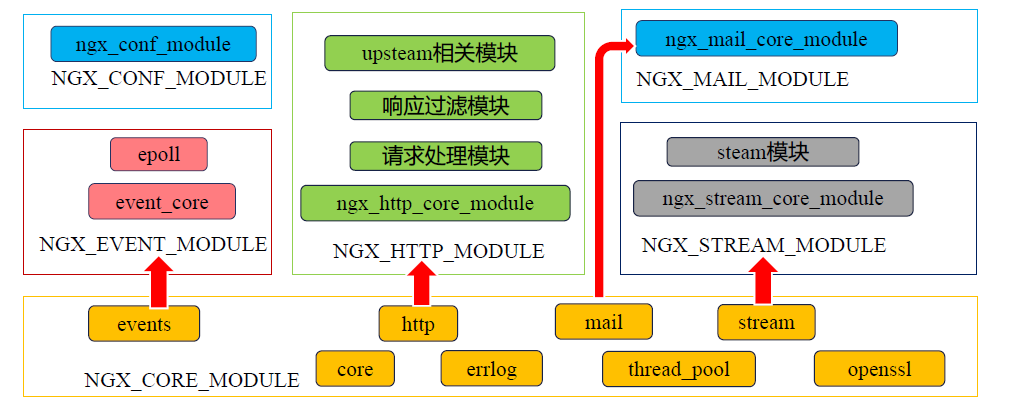 ngx_conf_module
NGX_CONF_MODULE
upsteam相关模块
响应过滤模块
请求处理模块
ngx_http_core_module
NGX_HTTP_MODULE
ngx_mail_core_module
NGX_MAIL_MODULE
epoll
event_core
NGX_EVENT_MODULE
steam模块
ngx_stream_core_module
NGX_STREAM_MODULE
events
http
mail
stream
core
errlog
thread_pool
openssl
NGX_CORE_MODULE